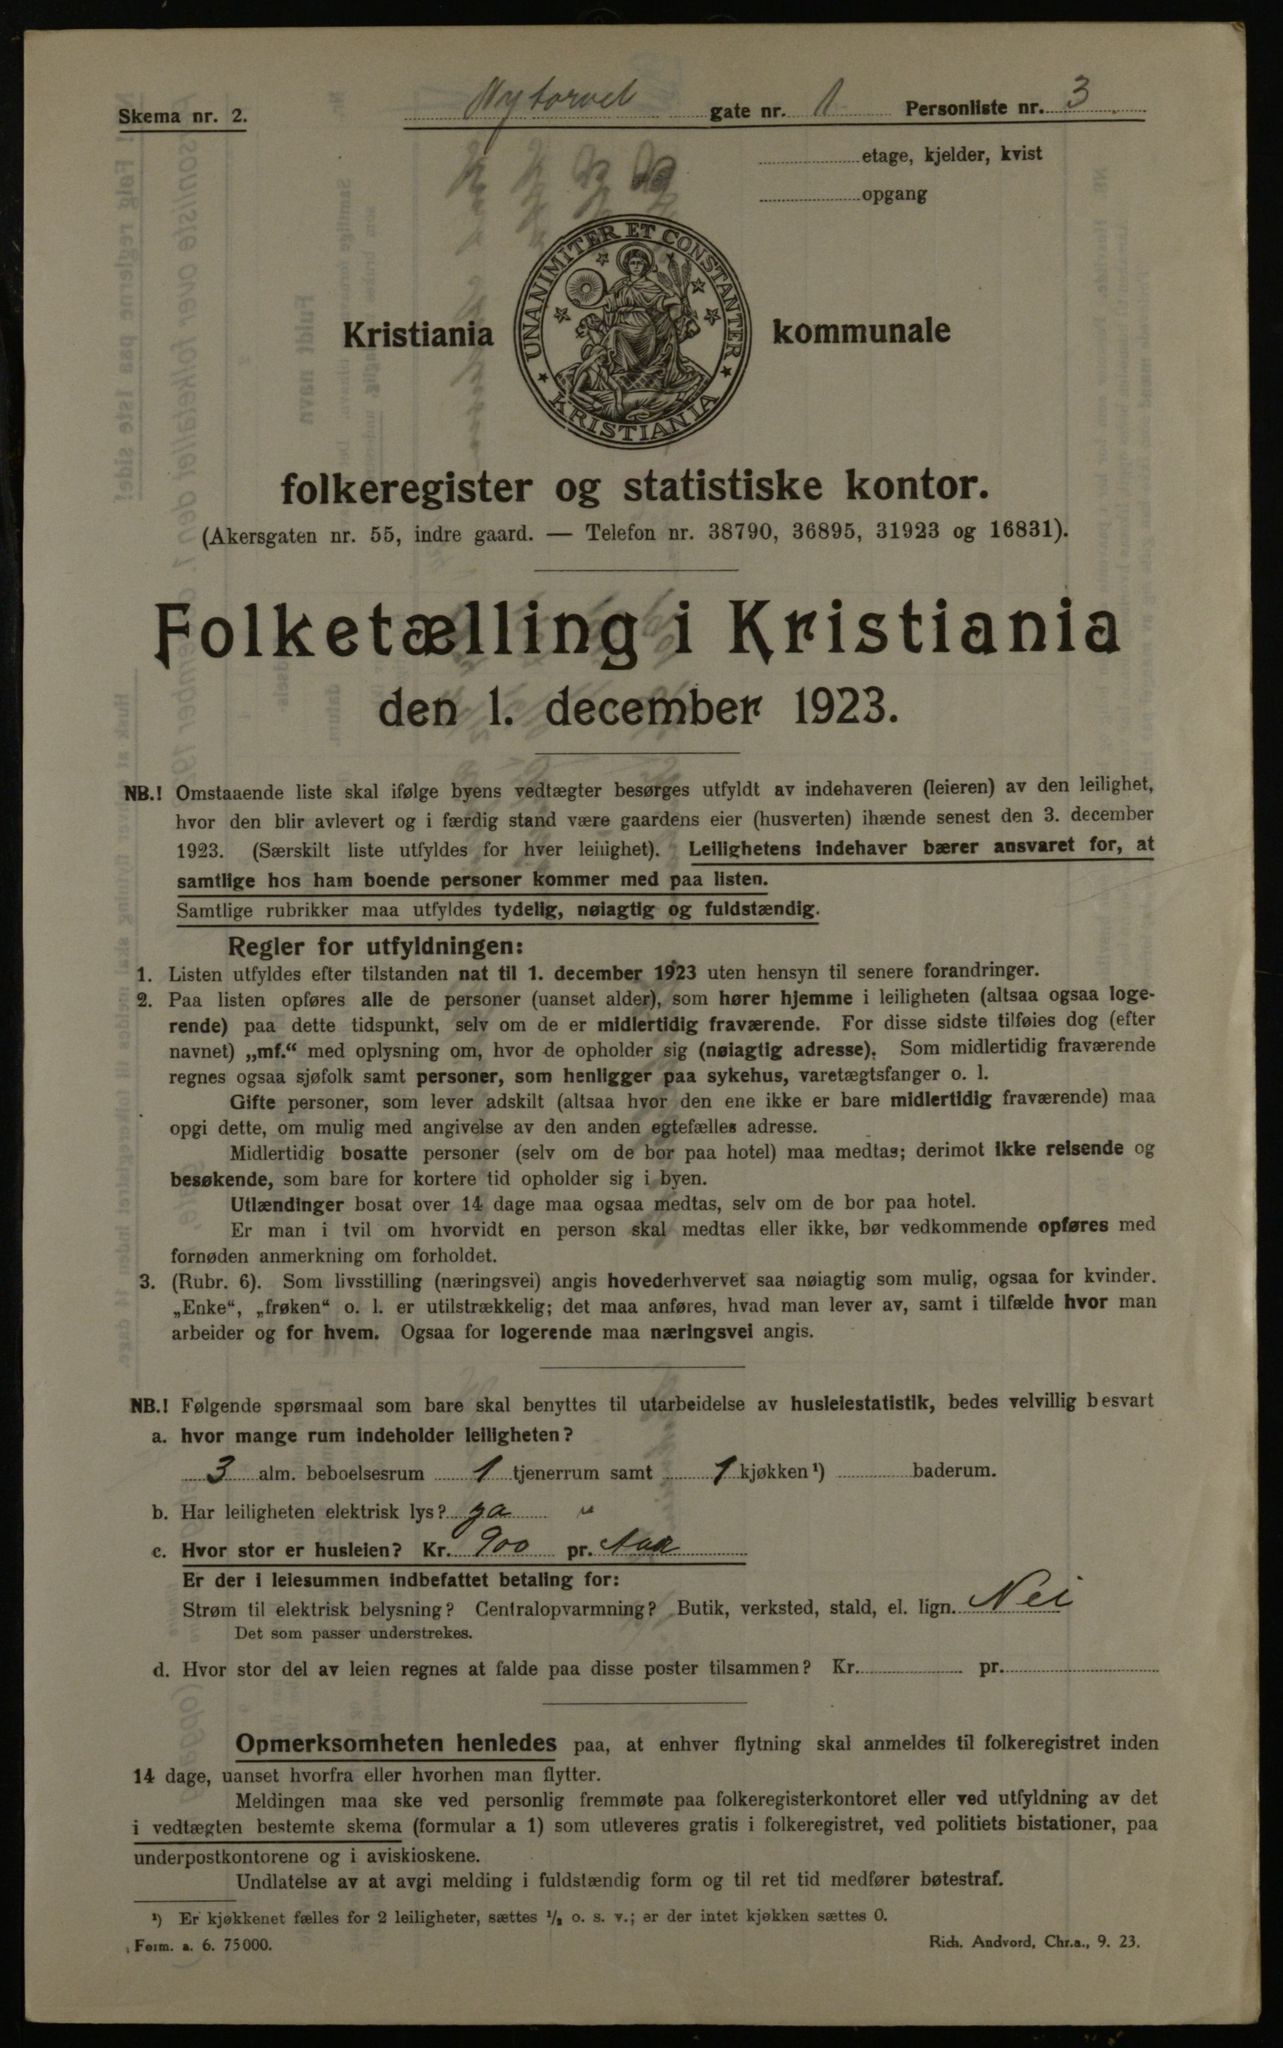 Skema nr. 2.
Nytorvet gate nr. 1 Personliste nr. 3
etage, kjelder, kvist
opgang
UNANIMITER ET CONSTANTER
KRISTIANIA
Kristiania kommunale
folkeregister og statistiske kontor.
(Akersgaten nr. 55, indre gaard. — Telefon nr. 38790, 36895, 31923 og 16831).
Folketælling i Kristiania
den 1. december 1923.
NB.! Omstaaende liste skal ifølge byens vedtægter besørges utfyldt av indehaveren (leieren) av den leilighet,
hvor den blir avlevert og i færdig stand være gaardens eier (husverten) ihænde senest den 3. december
1923. (Særskilt liste utfyldes for hver leilighet). Leilighetens indehaver bærer ansvaret for, at
samtlige hos ham boende personer kommer med paa listen.
Samtlige rubrikker maa utfyldes tydelig, nøiagtig og fuldstændig.
Regler for utfyldningen:
1. Listen utfyldes efter tilstanden nat til 1. december 1923 uten hensyn til senere forandringer.
2. Paa listen opføres alle de personer (uanset alder), som hører hjemme i leiligheten (altsaa ogsaa loge-
rende) paa dette tidspunkt, selv om de er midlertidig fraværende. For disse sidste tilføies dog (efter
navnet) „mf.“ med oplysning om, hvor de opholder sig (nøiagtig adresse). Som midlertidig fraværende
regnes ogsaa sjøfolk samt personer, som henligger paa sykehus, varetægtsfanger o. l.
Gifte personer, som lever adskilt (altsaa hvor den ene ikke er bare midlertidig fraværende) maa
opgi dette, om mulig med angivelse av den anden egtefælles adresse.
Midlertidig bosatte personer (selv om de bor paa hotel) maa medtas; derimot ikke reisende og
besøkende, som bare for kortere tid opholder sig i byen.
Utlændinger bosat over 14 dage maa ogsaa medtas, selv om de bor paa hotel.
Er man i tvil om hvorvidt en person skal medtas eller ikke, bør vedkommende opføres med
fornøden anmerkning om forholdet.
3. (Rubr. 6). Som livsstilling (næringsvei) angis hovederhvervet saa nøiagtig som mulig, ogsaa for kvinder.
„Enke“, „frøken“ o. l. er utilstrækkelig; det maa anføres, hvad man lever av, samt i tilfælde hvor man
arbeider og for hvem. Ogsaa for logerende maa næringsvei angis.
NB.! Følgende spørsmaal som bare skal benyttes til utarbeidelse av husleiestatistik, bedes velvillig besvart
a. hvor mange rum indeholder leiligheten?
3 alm. beboelsesrum 1 tjenerrum samt 1 kjøkken¹) baderum.
b. Har leiligheten elektrisk lys? ja "
c. Hvor stor er husleien? Kr. 900 pr. Aar
Er der i leiesummen indbefattet betaling for:
Strøm til elektrisk belysning? Centralopvarmning? Butik, verksted, stald, el. lign. Nei
Det som passer understrekes.
d. Hvor stor del av leien regnes at falde paa disse poster tilsammen? Kr. pr.
Opmerksomheten henledes paa, at enhver flytning skal anmeldes til folkeregistret inden
14 dage, uanset hvorfra eller hvorhen man flytter.
Meldingen maa ske ved personlig fremmøte paa folkeregisterkontoret eller ved utfyldning av det
i vedtægten bestemte skema (formular a 1) som utleveres gratis i folkeregistret, ved politiets bistationer, paa
underpostkontorene og i aviskioskene.
Undlatelse av at avgi melding i fuldstændig form og til ret tid medfører bøtestraf.
¹) Er kjøkkenet fælles for 2 leiligheter, sættes ½ o. s. v.; er der intet kjøkken sættes 0.
Form. a. 6. 75000.
Rich. Andvord, Chr.a., 9. 23.